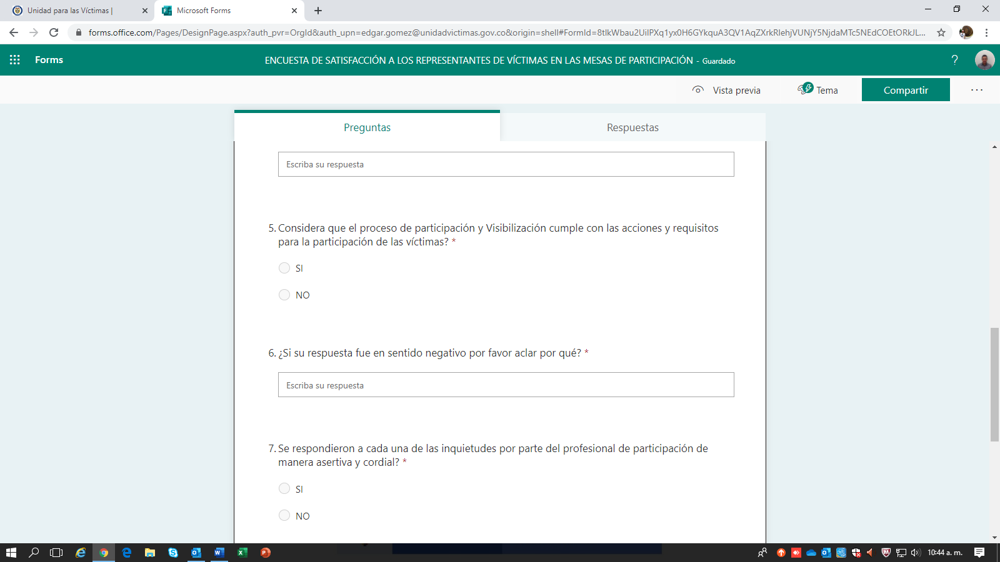 Unidad para las Víctimas |
Microsoft Forms
forms.office.com/Pages/DesignPage.aspx?auth_pvr=OrgId&auth_upn=edgar.gomez@unidadvictimas.gov.co&origin=shell#FormId=8tIkWbau2UiIPXq1yx0H6GYkquA3QV1AqZXrkRlehjVUNjY5NjdaMTc5NEdCOEtORkJL...
Forms
ENCUESTA DE SATISFACCIÓN A LOS REPRESENTANTES DE VÍCTIMAS EN LAS MESAS DE PARTICIPACIÓN - Guardado
?
Vista previa
Tema
Compartir
...
Preguntas
Respuestas
Escriba su respuesta
5. Considera que el proceso de participación y Visibilización cumple con las acciones y requisitos
para la participación de las víctimas? *
SI
NO
6. ¿Si su respuesta fue en sentido negativo por favor aclar por qué? *
Escriba su respuesta
7. Se respondieron a cada una de las inquietudes por parte del profesional de participación de
manera asertiva y cordial? *
SI
NO
10:44 a. m.